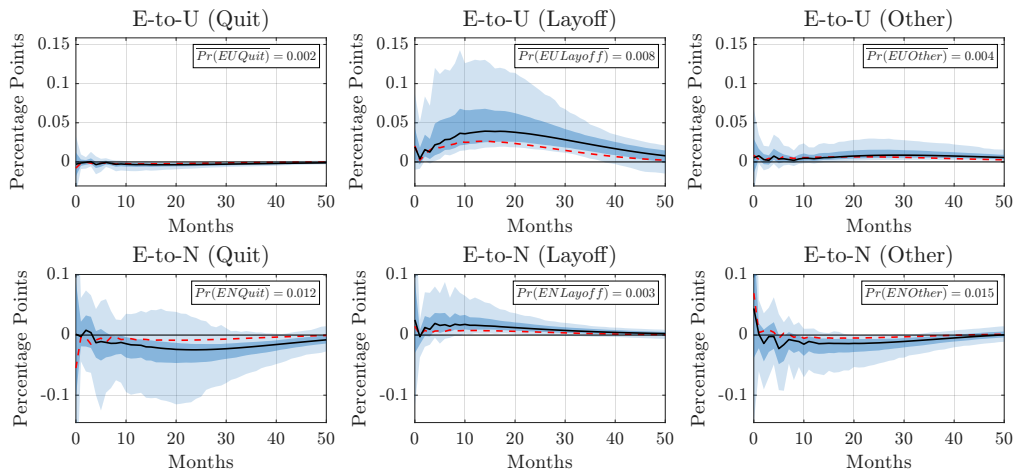 E-to-U (Quit)
Percentage Points
0.15
0.1
0.05
0
Pr(EUQuit) = 0.002
0 10 20 30 40 50
Months
E-to-U (Layoff)
Percentage Points
0.15
0.1
0.05
0
Pr(EULayoff) = 0.008
0 10 20 30 40 50
Months
E-to-U (Other)
Percentage Points
0.15
0.1
0.05
0
Pr(EUOther) = 0.004
0 10 20 30 40 50
Months
E-to-N (Quit)
Percentage Points
0.1
0
-0.1
Pr(ENQuit) = 0.012
0 10 20 30 40 50
Months
E-to-N (Layoff)
Percentage Points
0.1
0
-0.1
Pr(ENLayoff) = 0.003
0 10 20 30 40 50
Months
E-to-N (Other)
Percentage Points
0.1
0
-0.1
Pr(ENOther) = 0.015
0 10 20 30 40 50
Months